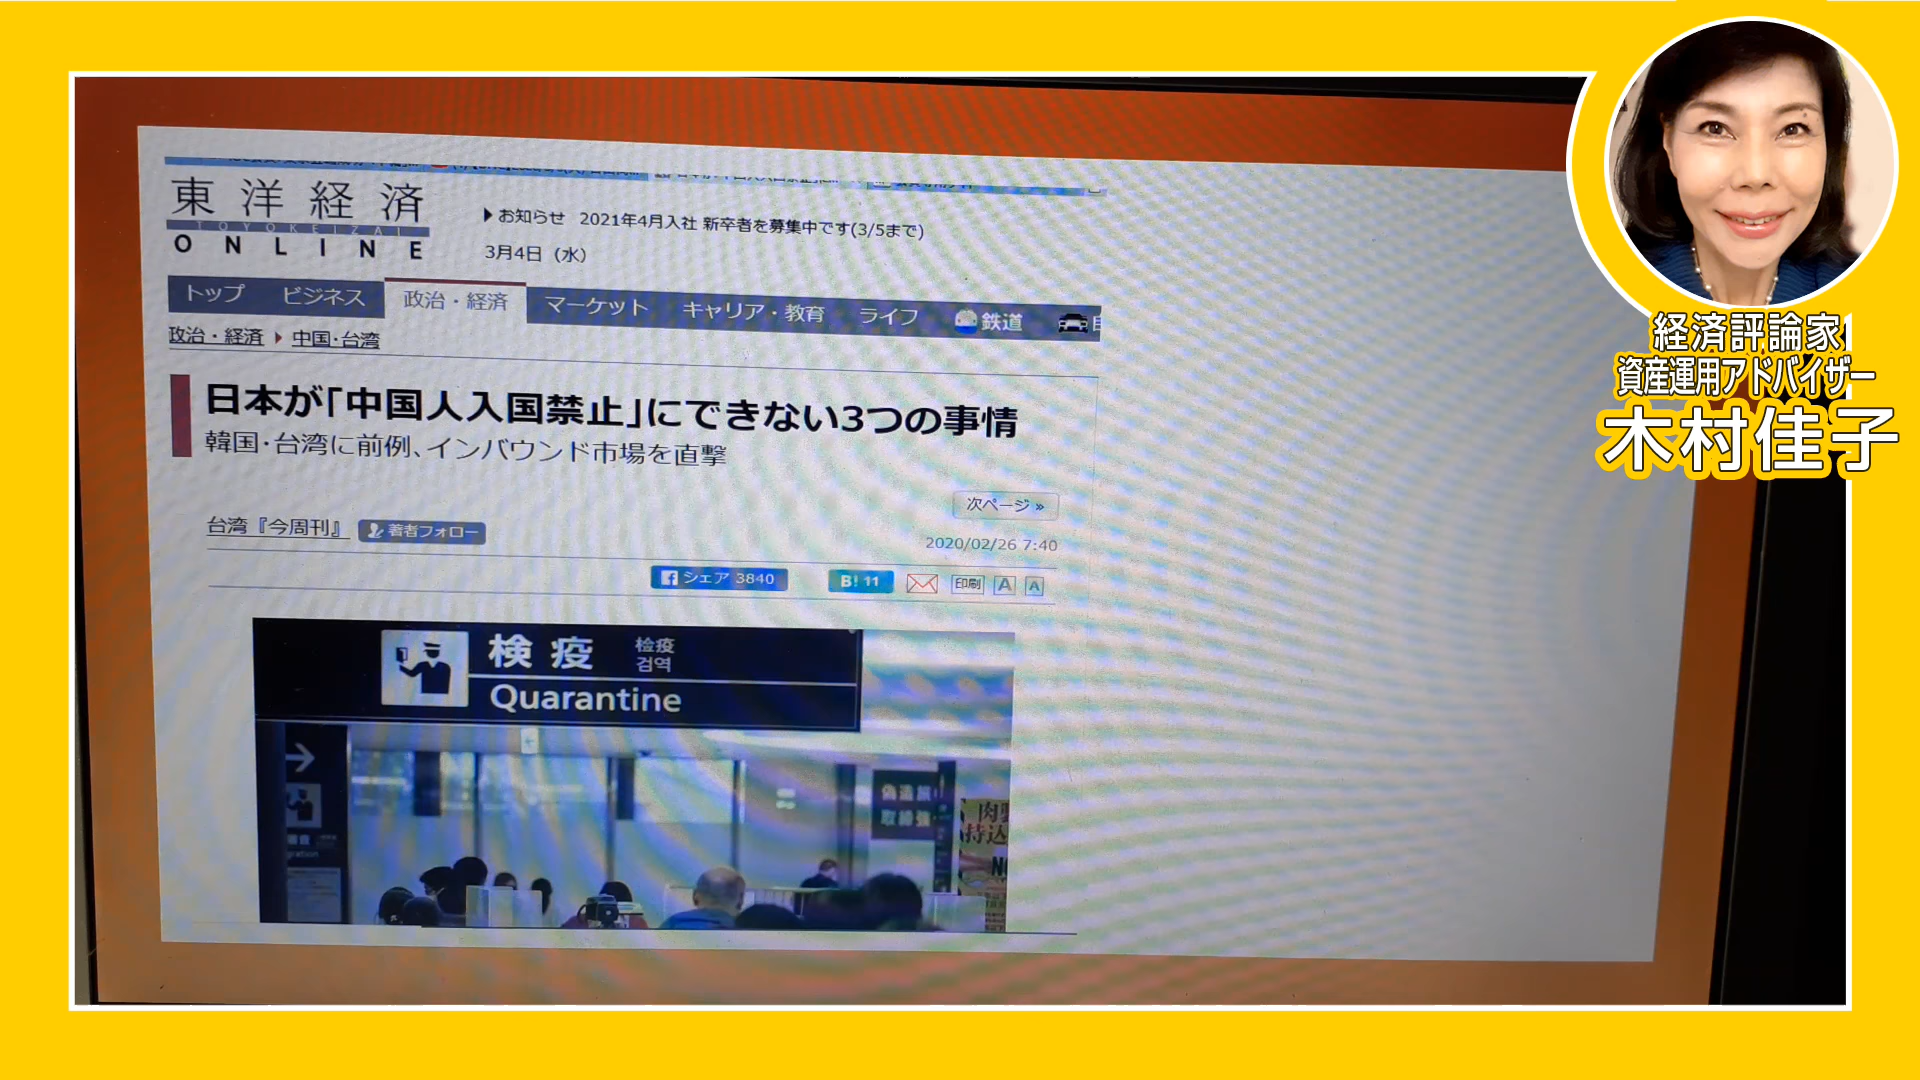 東洋経済
TOYOKEIZAI
ONLINE
お知らせ 2021年4月入社 新卒者を募集中です(3/5まで)
3月4日（水）
トップ ビジネス 政治・経済 マーケット キャリア・教育 ライフ 鉄道
政治・経済 中国・台湾
日本が「中国人入国禁止」にできない3つの事情
韓国・台湾に前例、インバウンド市場を直撃
次ページ »
台湾『今周刊』 著者フォロー
2020/02/26 7:40
シェア 3840 B! 11 印刷 A A
検疫 检疫
검역
Quarantine
肉
持込
経済評論家
資産運用アドバイザー
木村佳子